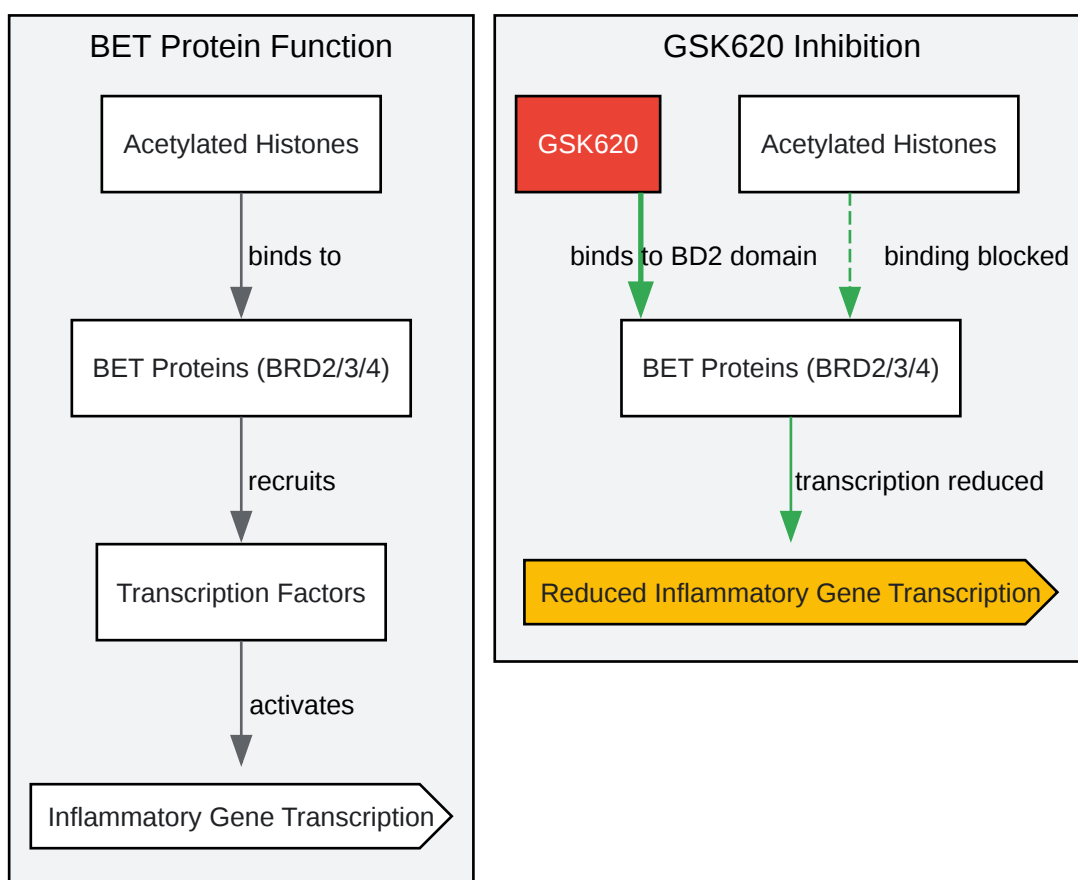 BET Protein Function
Acetylated Histones
binds to
BET Proteins (BRD2/3/4)
recruits
Transcription Factors
activates
Inflammatory Gene Transcription
GSK620 Inhibition
GSK620
Acetylated Histones
binds to BD2 domain
binding blocked
BET Proteins (BRD2/3/4)
transcription reduced
Reduced Inflammatory Gene Transcription